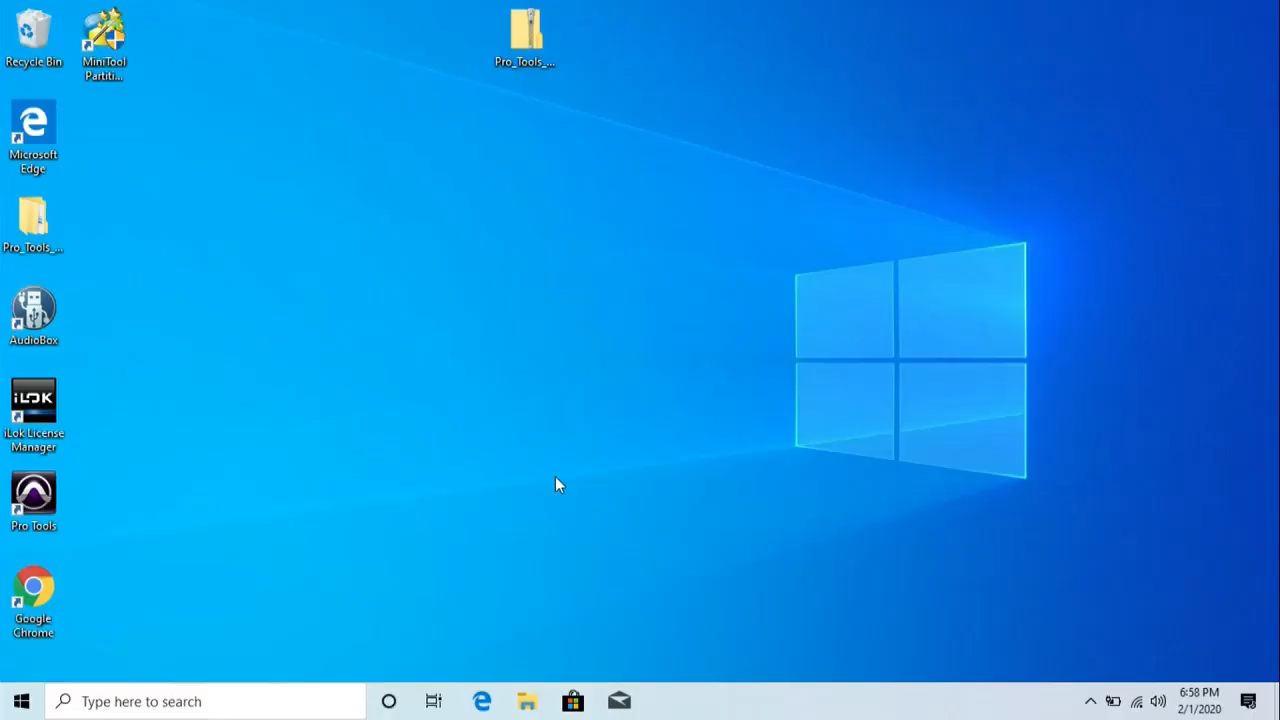 Recycle Bin
MiniTool
Partiti...
Pro_Tools_...
Microsoft
Edge
Pro_Tools_...
AudioBox
iLOK
iLok License
Manager
Pro Tools
Google
Chrome
Type here to search
6:58 PM
2/1/2020